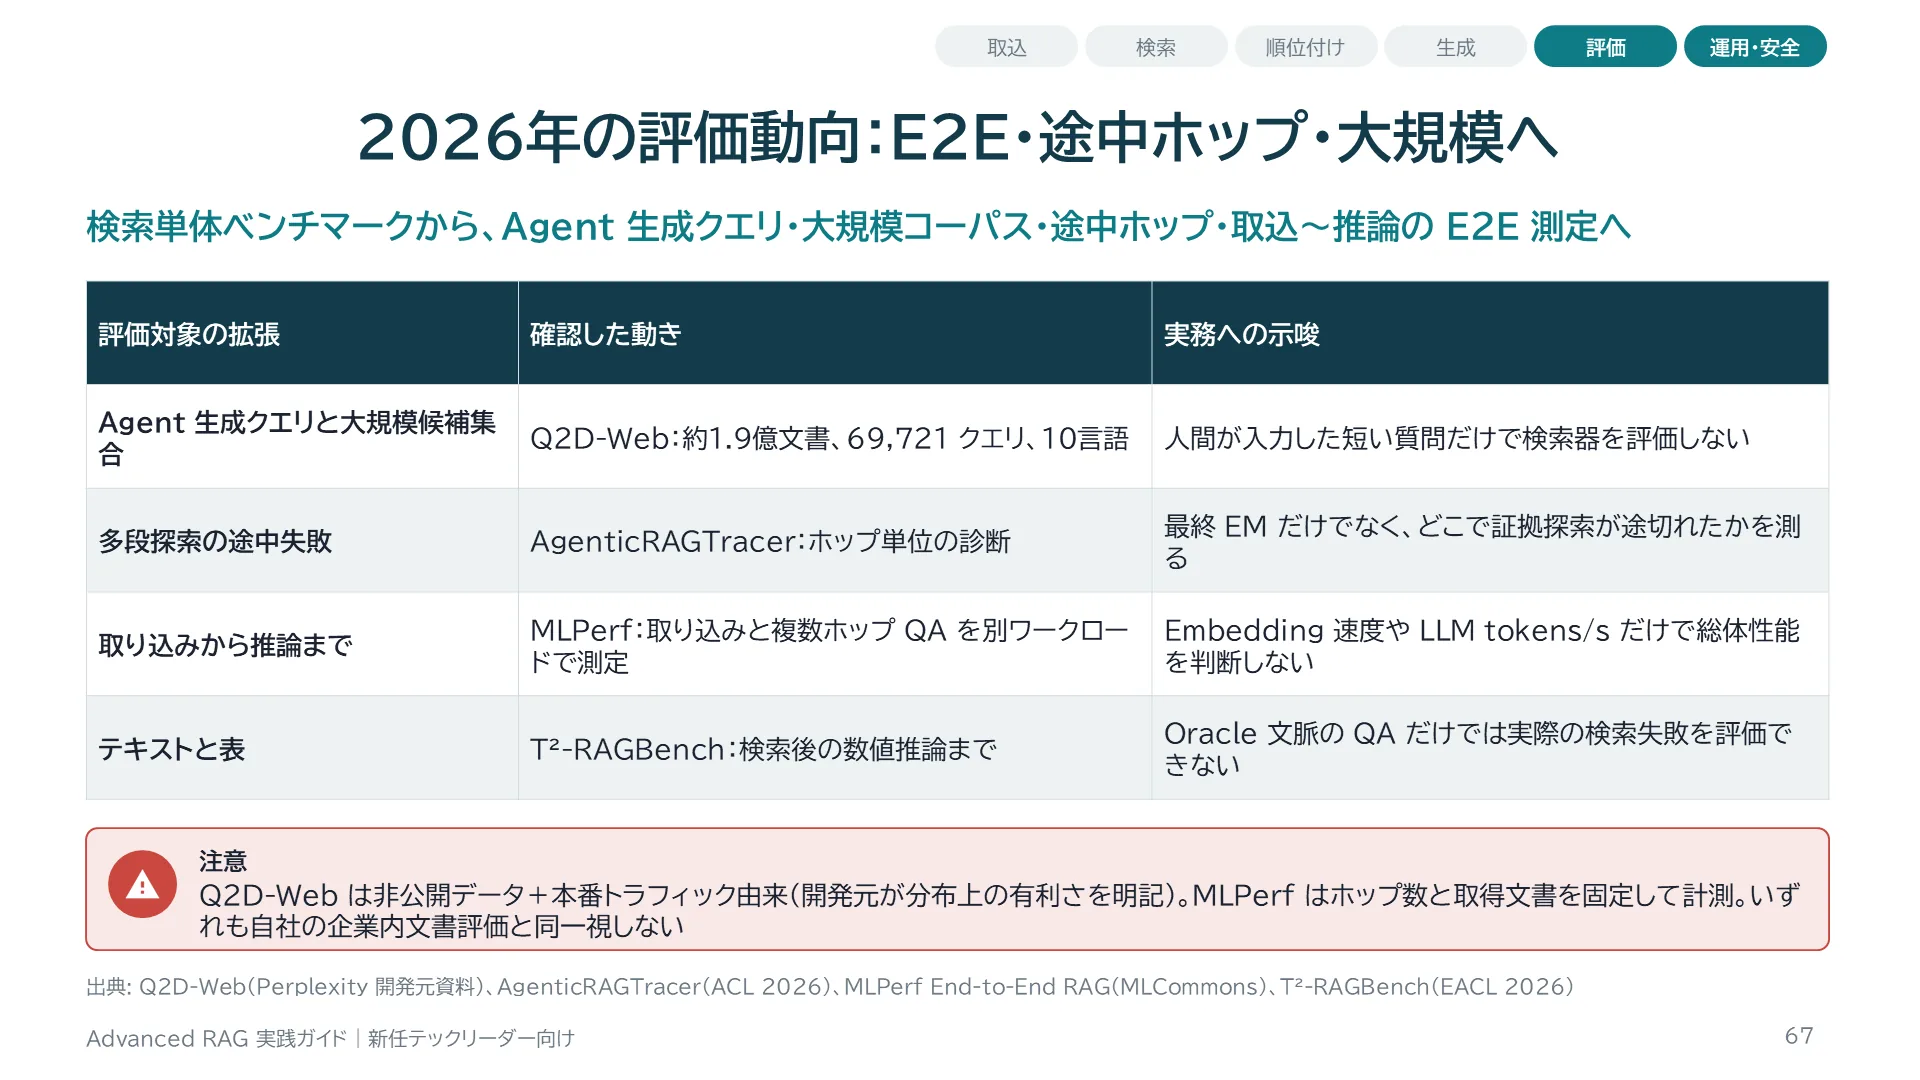 取込
検索
順位付け
生成
評価
運用・安全
2026年の評価動向：E2E・途中ホップ・大規模へ
検索単体ベンチマークから、Agent 生成クエリ・大規模コーパス・途中ホップ・取込～推論の E2E 測定へ
評価対象の拡張
確認した動き
実務への示唆
Agent 生成クエリと大規模候補集
合
Q2D-Web：約1.9億文書、69,721 クエリ、10言語
人間が入力した短い質問だけで検索器を評価しない
多段探索の途中失敗
AgenticRAGTracer：ホップ単位の診断
最終 EM だけでなく、どこで証拠探索が途切れたかを測
る
取り込みから推論まで
MLPerf：取り込みと複数ホップ QA を別ワークロー
ドで測定
Embedding 速度や LLM tokens/s だけで総体性能
を判断しない
テキストと表
T²-RAGBench：検索後の数値推論まで
Oracle 文脈の QA だけでは実際の検索失敗を評価で
きない
注意
Q2D-Web は非公開データ＋本番トラフィック由来（開発元が分布上の有利さを明記）。MLPerf はホップ数と取得文書を固定して計測。いず
れも自社の企業内文書評価と同一視しない
出典: Q2D-Web（Perplexity 開発元資料）、AgenticRAGTracer（ACL 2026）、MLPerf End-to-End RAG（MLCommons）、T²-RAGBench（EACL 2026）
Advanced RAG 実践ガイド｜新任テックリーダー向け
67